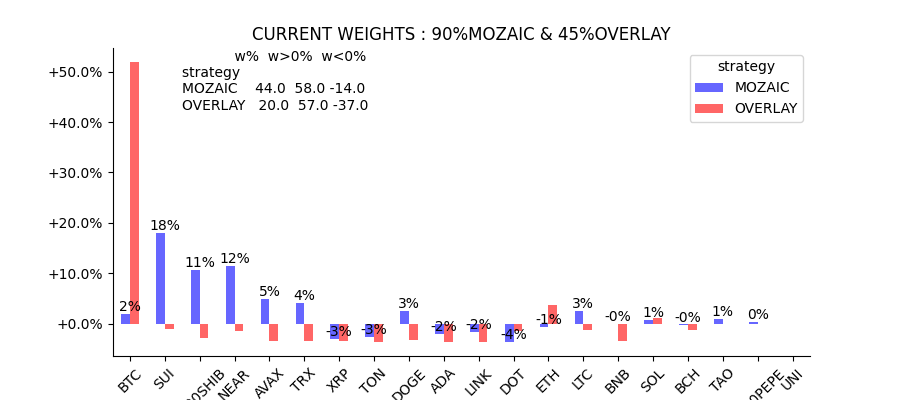 CURRENT WEIGHTS : 90%MOZAIC & 45%OVERLAY
w% w>0% w<0%
strategy
MOZAIC 44.0 58.0 -14.0
OVERLAY 20.0 57.0 -37.0
strategy
MOZAIC
OVERLAY
+50.0%
+40.0%
+30.0%
+20.0%
+10.0%
+0.0%
2% 18% 11% 12% 5% 4% -3% -3% 3% -2% -2% -4% -1% 3% -0% 1% -0% 1% 0%
BTC SUI 0SHIB NEAR AVAX TRX XRP TON DOGE ADA LINK DOT ETH LTC BNB SOL BCH TAO 0PEPE UNI